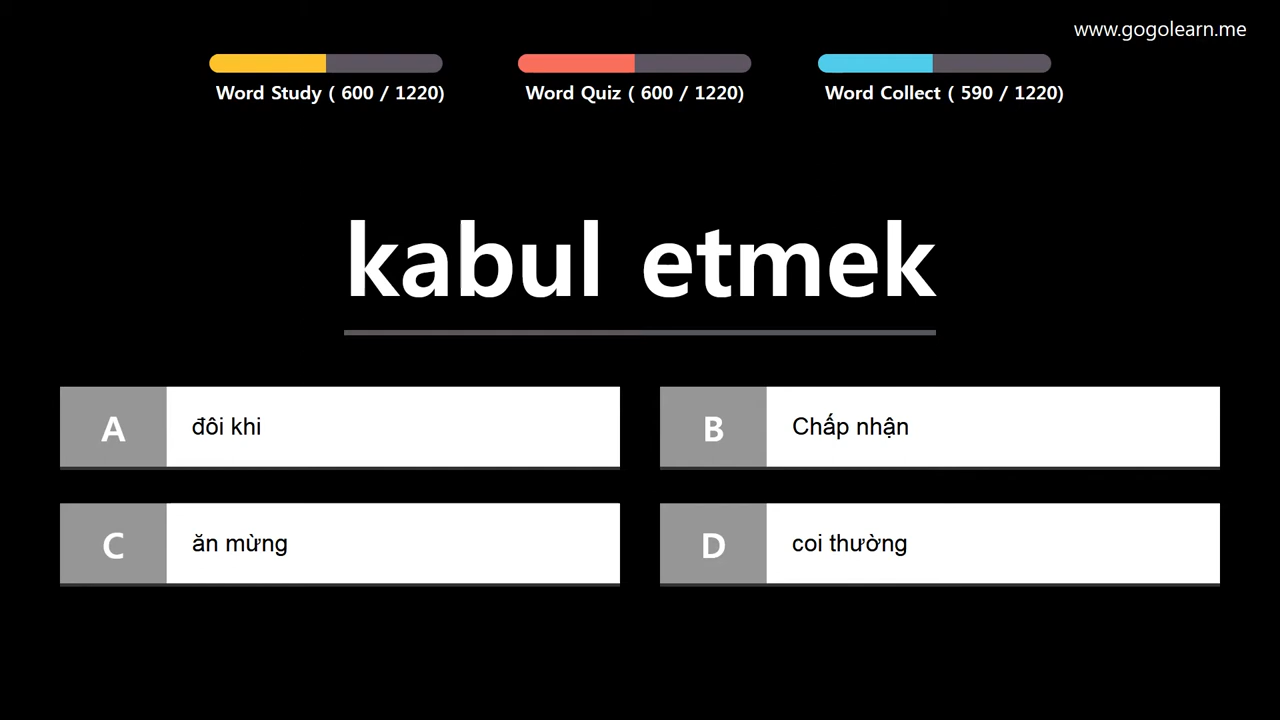 www.gogolearn.me
Word Study ( 600 / 1220)
Word Quiz ( 600 / 1220)
Word Collect ( 590 / 1220)
kabul etmek
A đôi khi
B Chấp nhận
C ăn mừng
D coi thường